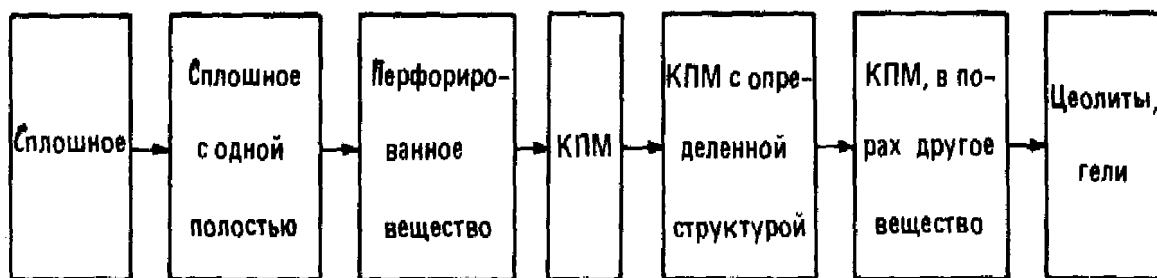 Сплошное
Сплошное
с одной
полостью
Перфориро-
ванное
вещество
КПМ
КПМ с опре-
деленной
структурой
КПМ, в по-
рах другое
вещество
Цеолиты,
гели